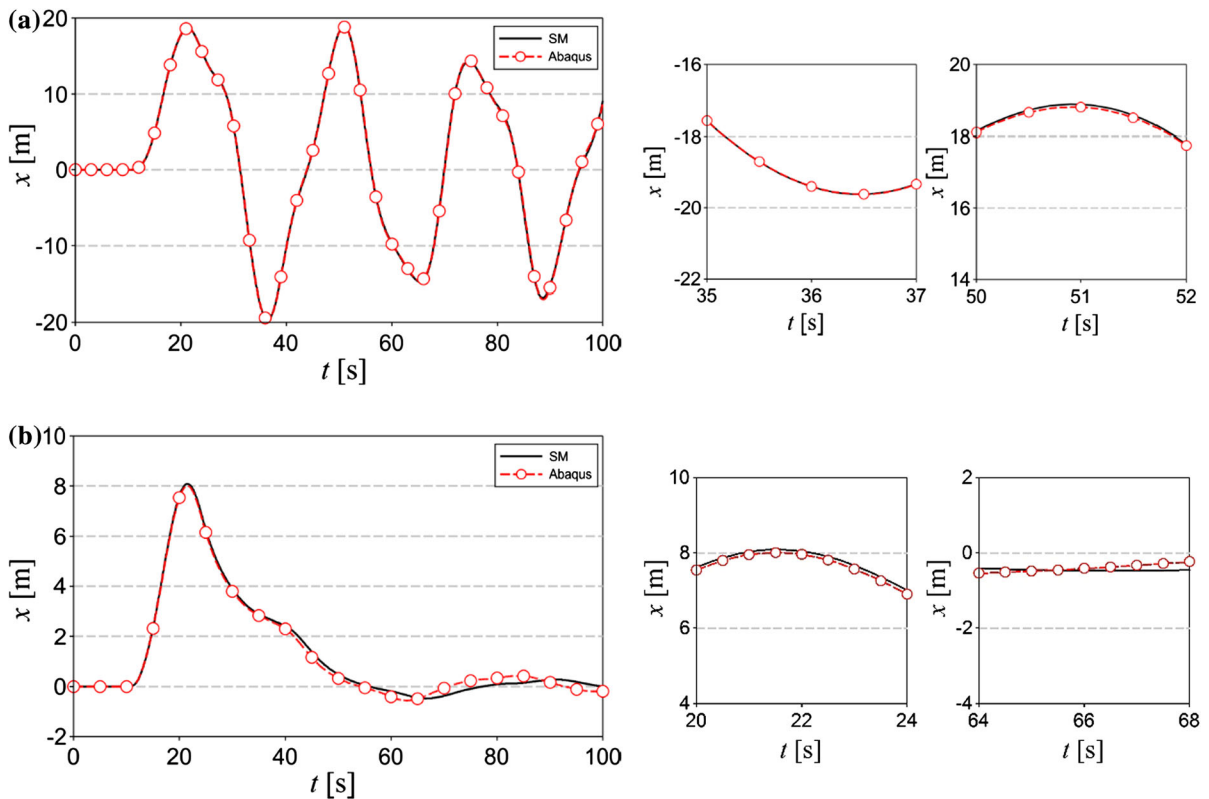 (a)
20
10
0
-10
-20
x [m]
SM
Abaqus
0 20 40 60 80 100
t [s]
-16
-18
-20
-22
x [m]
35 36 37
t [s]
20
18
16
14
x [m]
50 51 52
t [s]
(b)
10
8
6
4
2
0
-2
x [m]
SM
Abaqus
0 20 40 60 80 100
t [s]
10
8
6
4
x [m]
20 22 24
t [s]
2
0
-2
-4
x [m]
64 66 68
t [s]